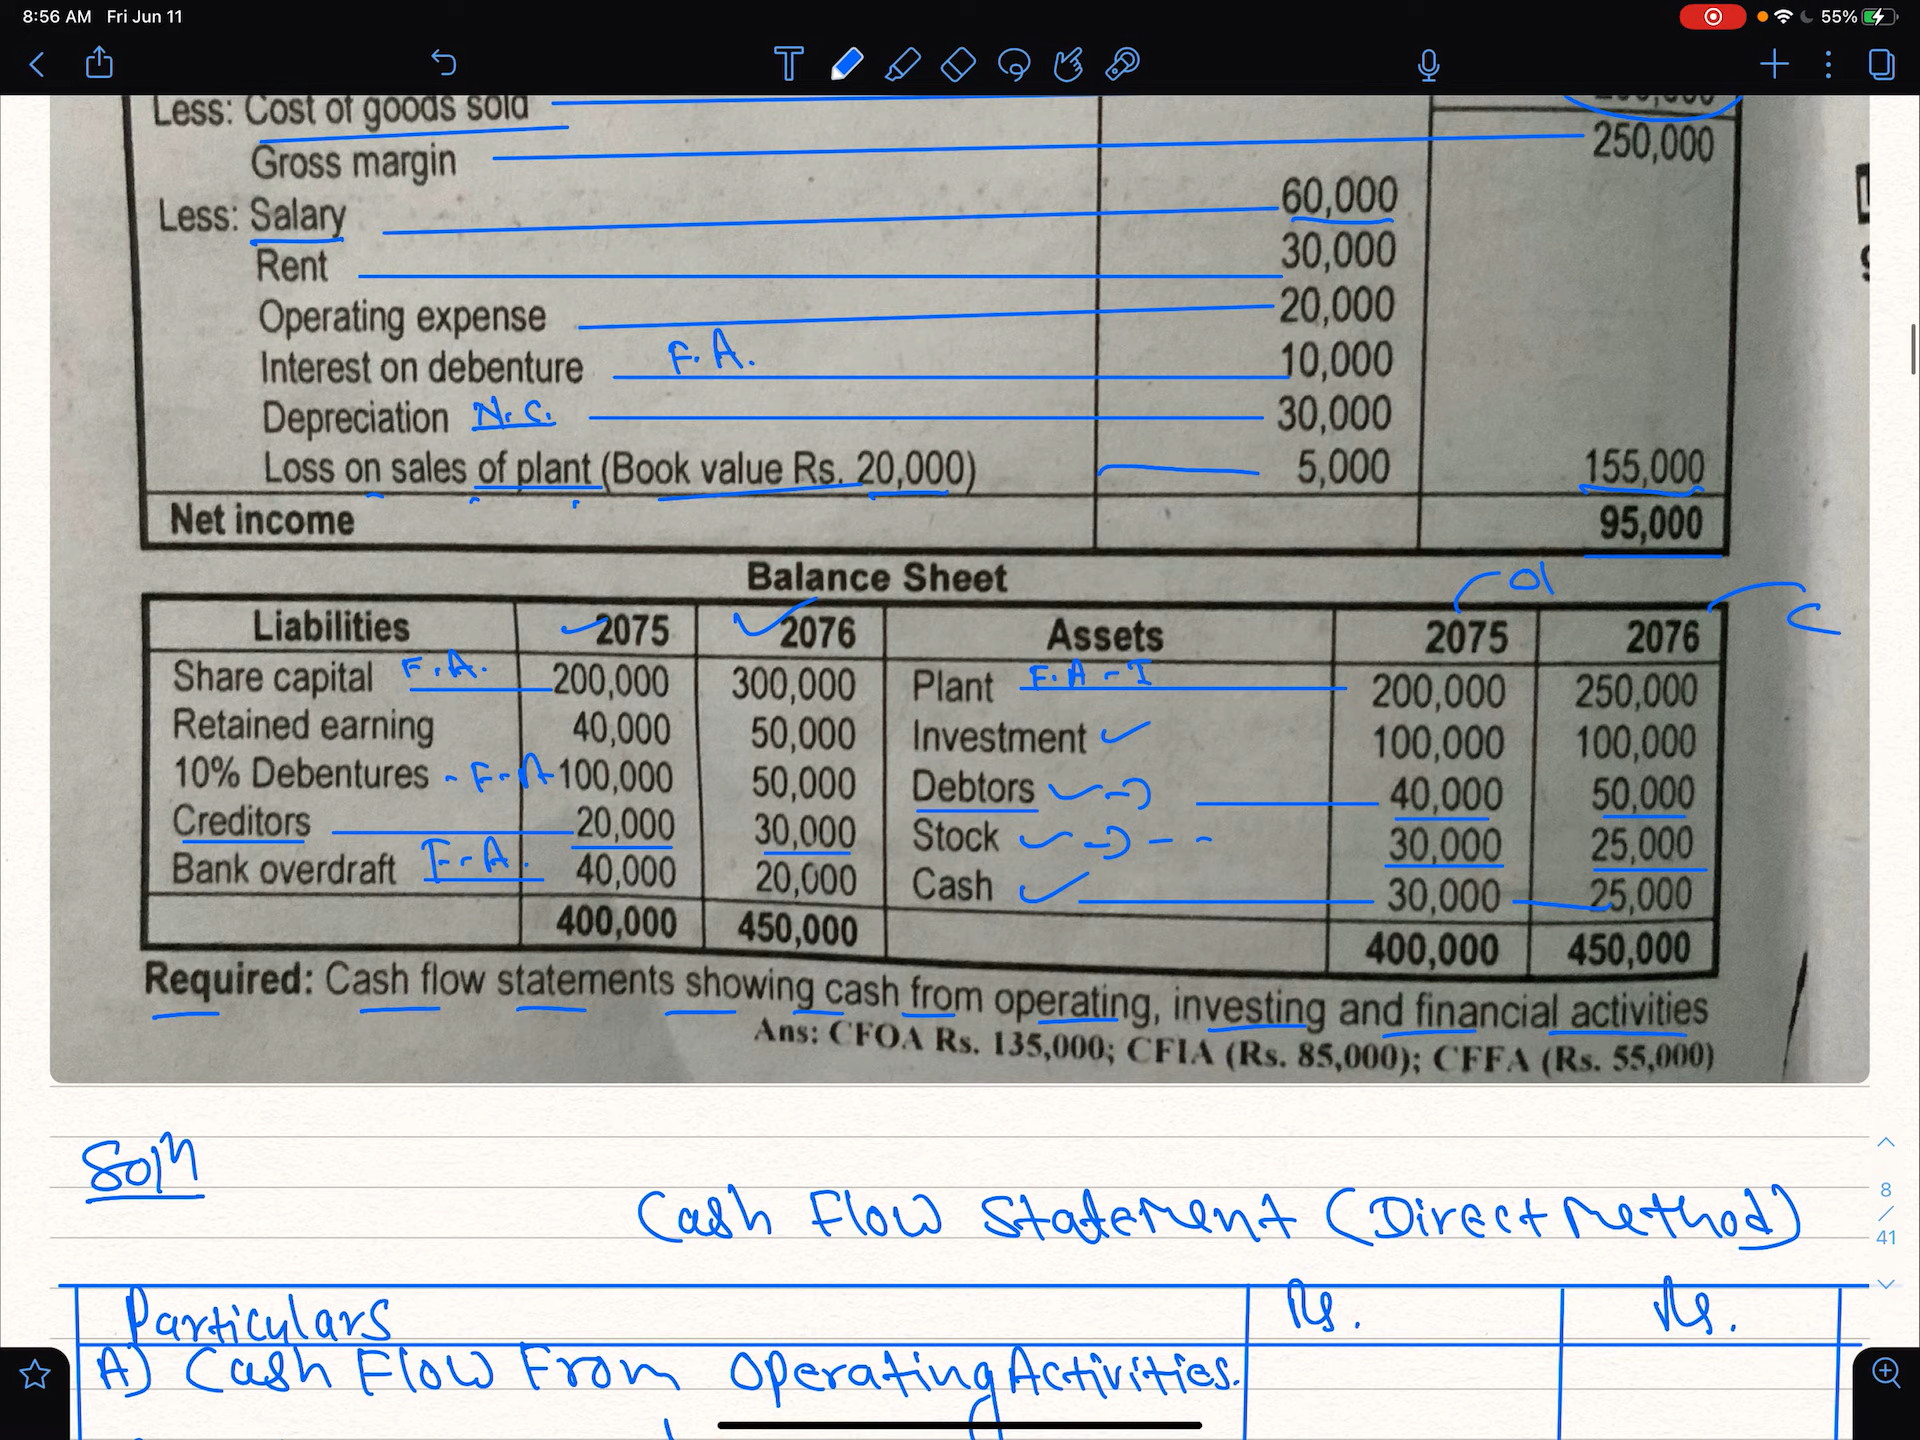 8:56 AM Fri Jun 11
55%
Less: Cost of goods sold
Gross margin 250,000
Less: Salary 60,000
Rent 30,000
Operating expense 20,000
Interest on debenture F.A. 10,000
Depreciation N.C. 30,000
Loss on sales of plant (Book value Rs. 20,000) 5,000 155,000
Net income 95,000
Balance Sheet
Liabilities 2075 2076 Assets 2075 2076
Share capital F.A. 200,000 300,000 Plant F.A - I 200,000 250,000
Retained earning 40,000 50,000 Investment 100,000 100,000
10% Debentures - F-A 100,000 50,000 Debtors 40,000 50,000
Creditors 20,000 30,000 Stock 30,000 25,000
Bank overdraft F-A. 40,000 20,000 Cash 30,000 25,000
400,000 450,000 400,000 450,000
Required: Cash flow statements showing cash from operating, investing and financial activities
Ans: CFOA Rs. 135,000; CFIA (Rs. 85,000); CFFA (Rs. 55,000)
Soln
Cash Flow Statement (Direct Method)
8
/
41
Particulars Rs. Rs.
A) Cash Flow From Operating Activities.